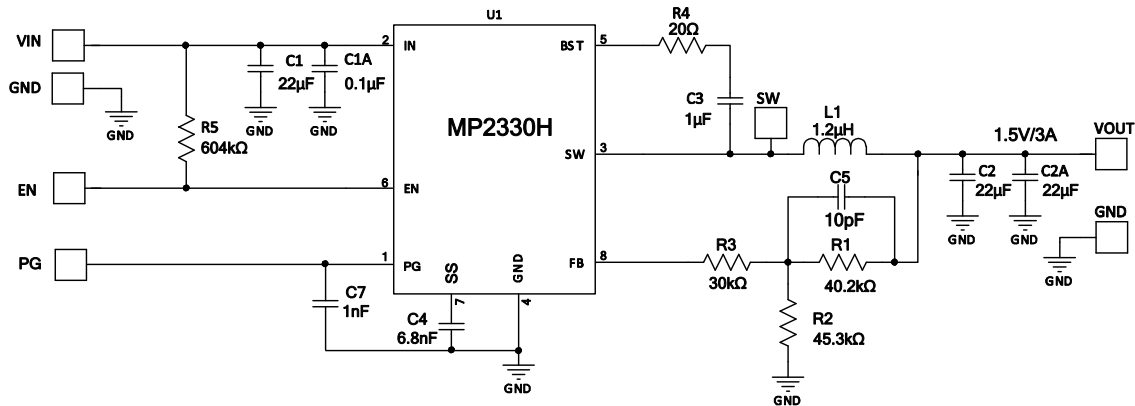 U1
VIN
GND
GND
2 IN
C1
22µF
GND
C1A
0.1µF
GND
R5
604kΩ
EN
6 EN
PG
1 PG
C7
1nF
MP2330H
SS
7
C4
6.8nF
GND
4
GND
BST 5
R4
20Ω
C3
1µF
SW
SW 3
L1
1.2µH
1.5V/3A
VOUT
C2
22µF
GND
C2A
22µF
GND
GND
GND
C5
10pF
FB 8
R3
30kΩ
R1
40.2kΩ
R2
45.3kΩ
GND